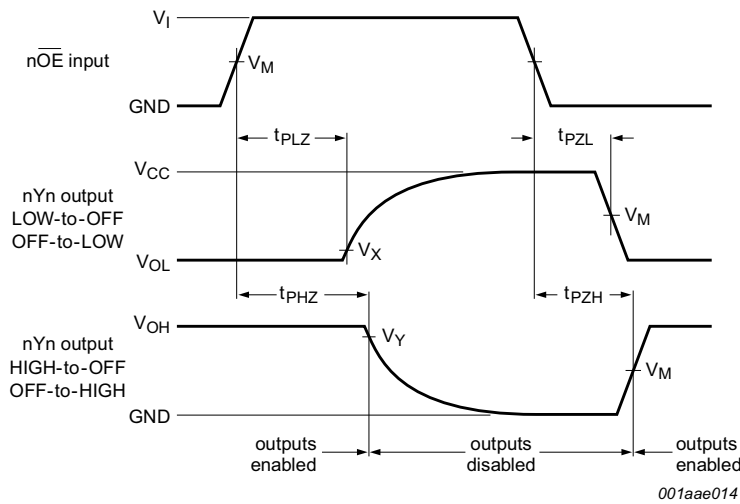 V_I
nOE input
V_M
GND
t_PLZ
t_PZL
V_CC
nYn output
LOW-to-OFF
OFF-to-LOW
V_M
V_X
V_OL
t_PHZ
t_PZH
V_OH
nYn output
HIGH-to-OFF
OFF-to-HIGH
V_Y
V_M
GND
outputs
enabled
outputs
disabled
outputs
enabled
001aae014